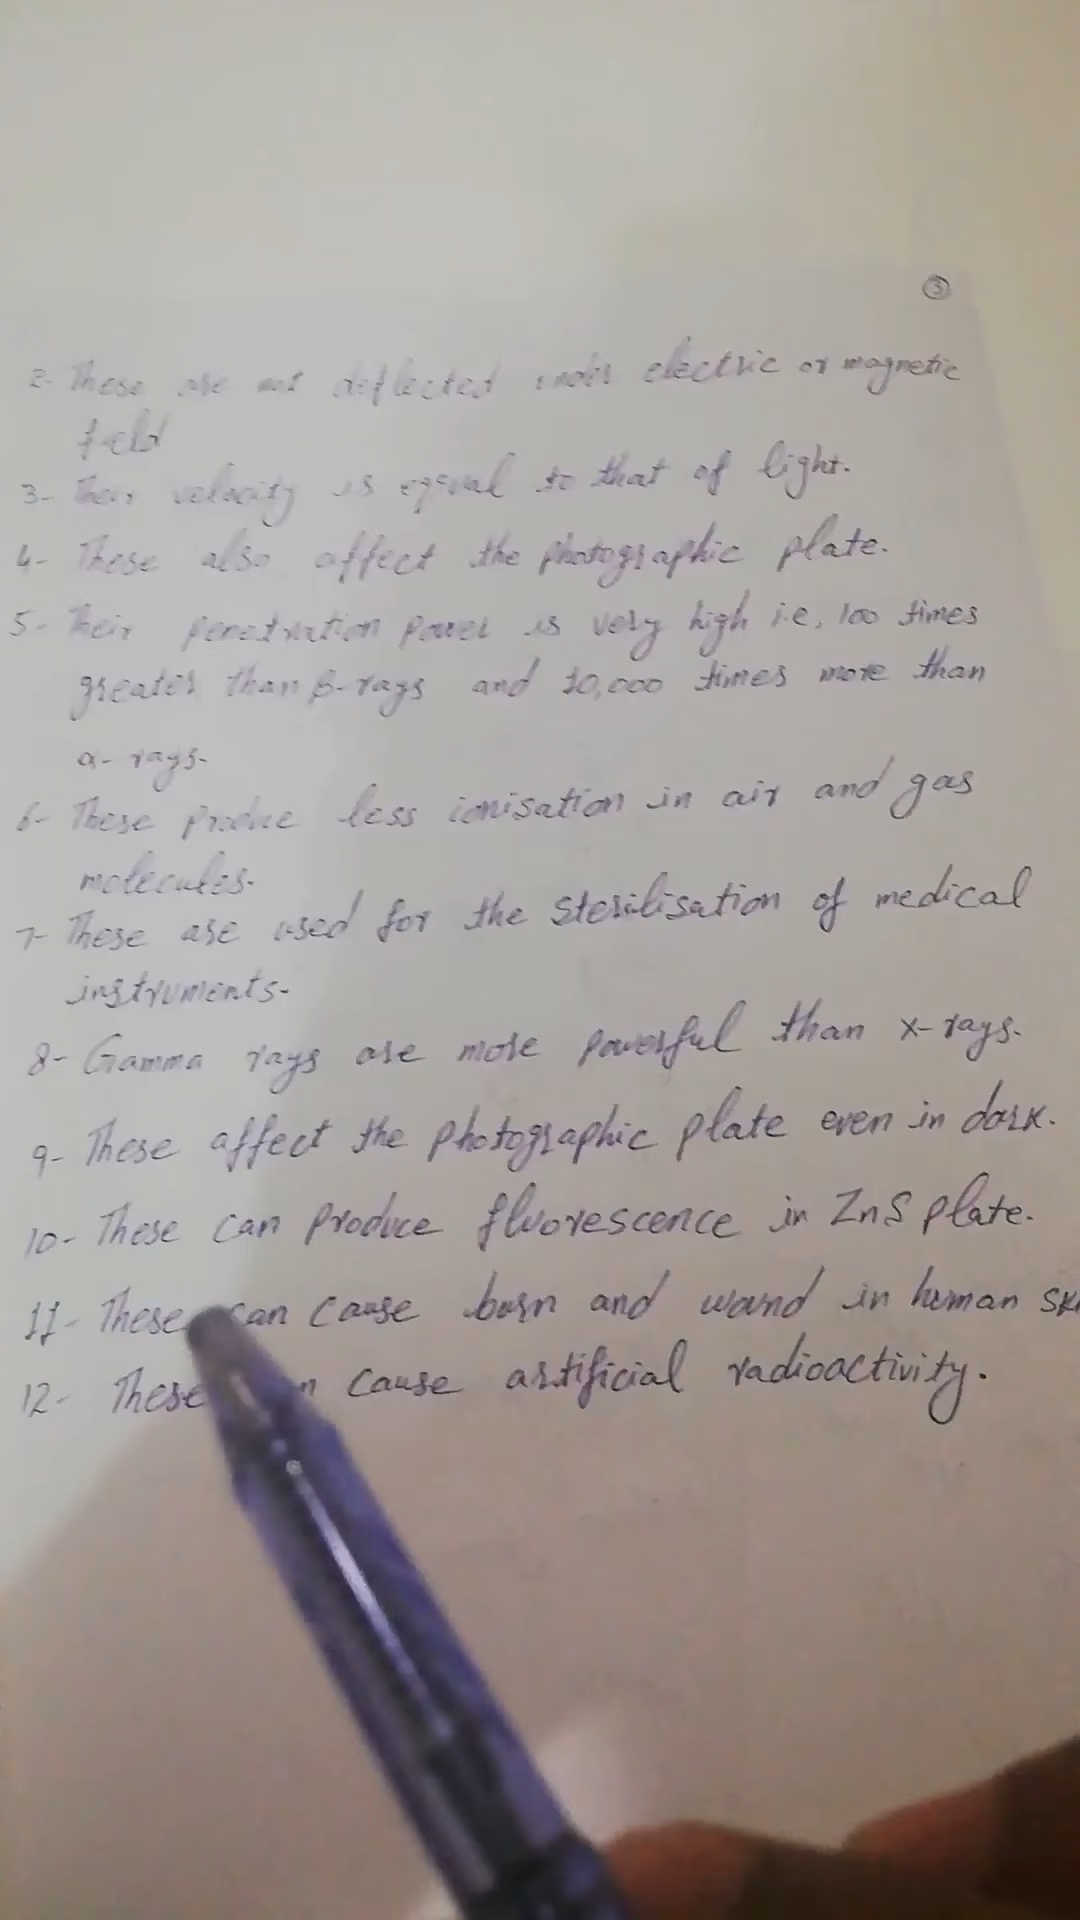 3
2- These are not deflected under electric or magnetic
field
3- Their velocity is equal to that of light.
4- These also affect the photographic plate.
5- Their penetration power is very high i.e, 100 times
greater than β-rays and 10,000 times more than
α- rays-
6- These produce less ionisation in air and gas
molecules-
7- These are used for the sterilisation of medical
instruments-
8- Gamma rays are more powerful than x-rays-
9- These affect the photographic plate even in dark.
10- These can produce fluorescence in ZnS plate-
11- These can cause burn and wound in human
12- These cause artificial radioactivity.